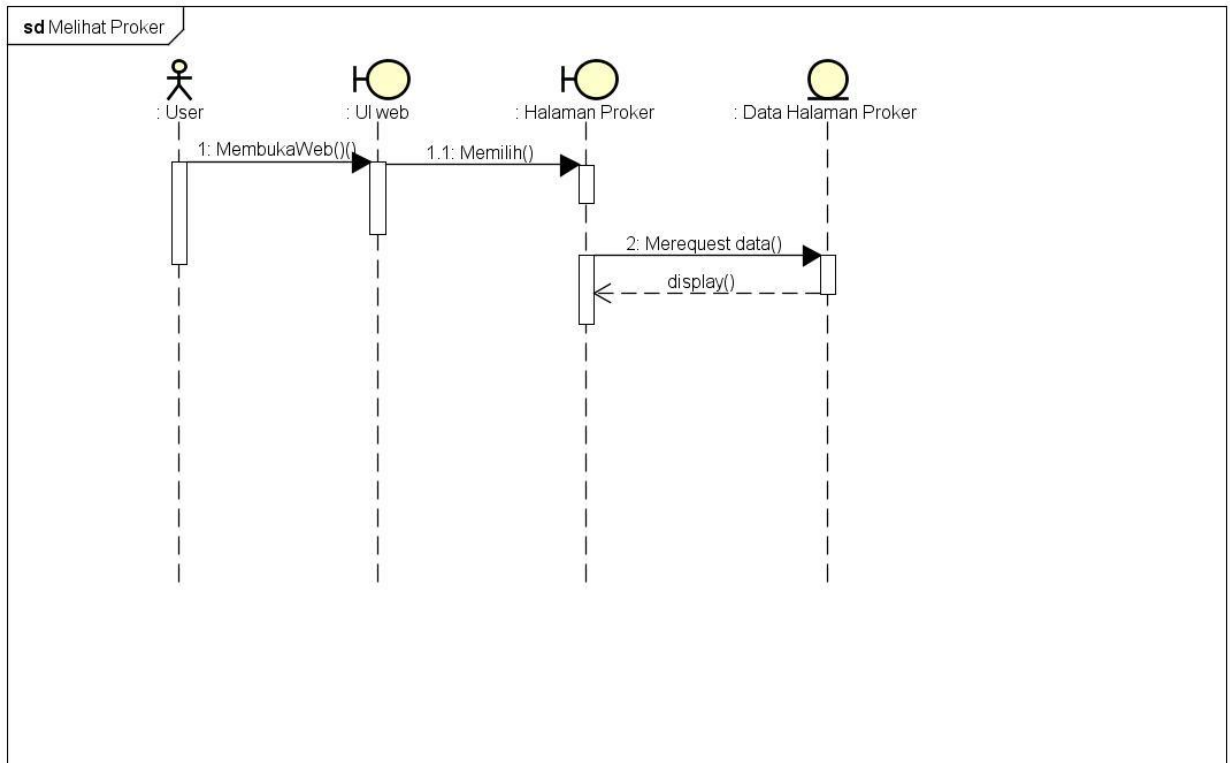 sd Melihat Proker
: User
: UI web
: Halaman Proker
: Data Halaman Proker
1: MembukaWeb()()
1.1: Memilih()
2: Merequest data()
display()